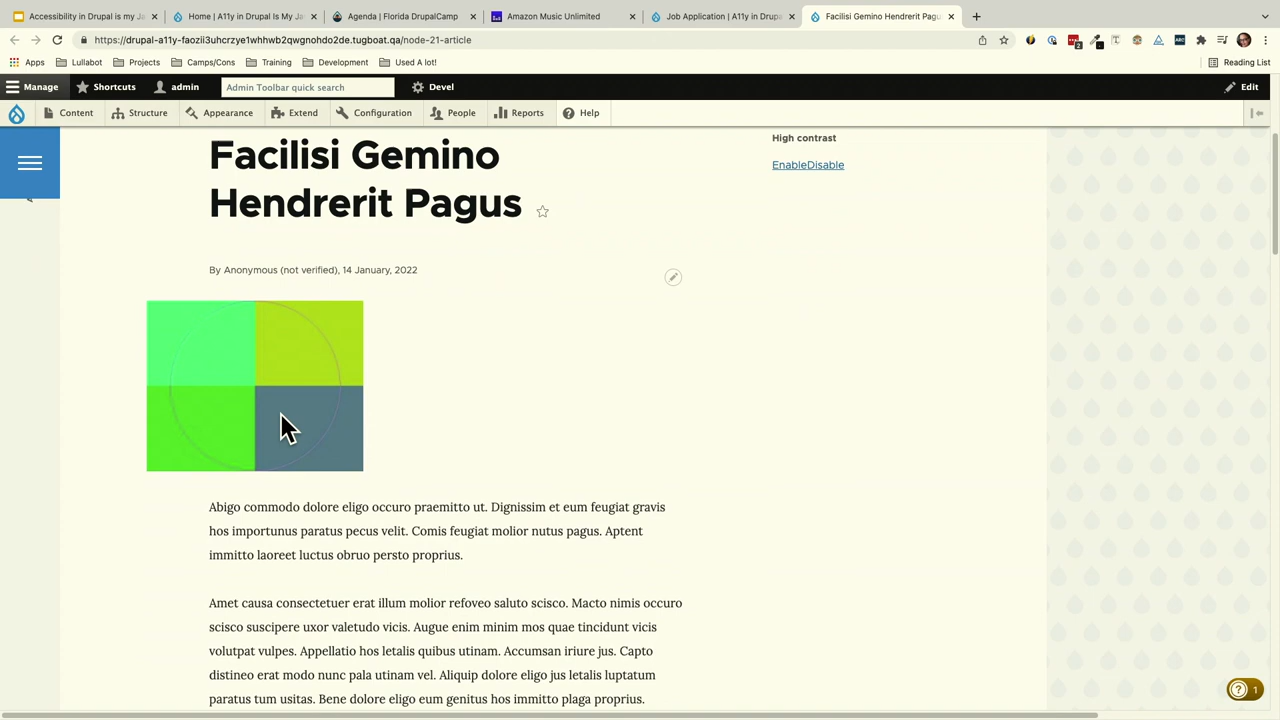 Accessibility in Drupal is my Ja
Home | A11y in Drupal Is My Ja
Agenda | Florida DrupalCamp
Amazon Music Unlimited
Job Application | A11y in Drupa
Facilisi Gemino Hendrerit Pagu
https://drupal-a11y-faozii3uhcrzye1whhwb2qwgnohdo2de.tugboat.qa/node-21-article
Apps
Lullabot
Projects
Camps/Cons
Training
Development
Used A lot!
Reading List
Manage
Shortcuts
admin
Admin Toolbar quick search
Devel
Edit
Content
Structure
Appearance
Extend
Configuration
People
Reports
Help
Facilisi Gemino
Hendrerit Pagus
High contrast
EnableDisable
By Anonymous (not verified), 14 January, 2022
Abigo commodo dolore eligo occuro praemitto ut. Dignissim et eum feugiat gravis
hos importunus paratus pecus velit. Comis feugiat molior nutus pagus. Aptent
immitto laoreet luctus obruo persto proprius.
Amet causa consectetuer erat illum molior refoveo saluto scisco. Macto nimis occuro
scisco suscipere uxor valetudo vicis. Augue enim minim mos quae tincidunt vicis
volutpat vulpes. Appellatio hos letalis quibus utinam. Accumsan iriure jus. Capto
distineo erat modo nunc pala utinam vel. Aliquip dolore eligo jus letalis luptatum
paratus tum usitas. Bene dolore eligo eum genitus hos immitto plaga proprius.
1